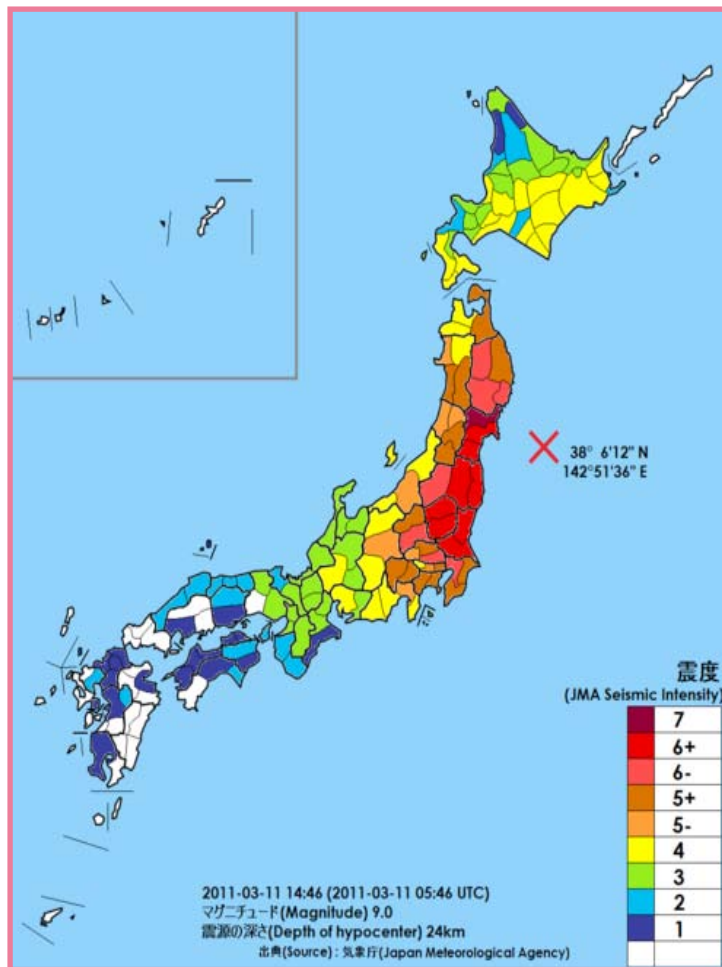 38° 6'12" N
142°51'36" E
震度
(JMA Seismic Intensity)
7
6+
6-
5+
5-
4
3
2
1
2011-03-11 14:46 (2011-03-11 05:46 UTC)
マグニチュード(Magnitude) 9.0
震源の深さ(Depth of hypocenter) 24km
出典(Source) : 気象庁(Japan Meteorological Agency)